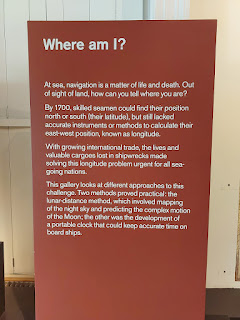 Where am I?
At sea, navigation is a matter of life and death. Out
of sight of land, how can you tell where you are?
By 1700, skilled seamen could find their position
north or south (their latitude), but still lacked
accurate instruments or methods to calculate their
east-west position, known as longitude.
With growing international trade, the lives and
valuable cargoes lost in shipwrecks made
solving this longitude problem urgent for all sea-
going nations.
This gallery looks at different approaches to this
challenge. Two methods proved practical: the
lunar-distance method, which involved mapping
of the night sky and predicting the complex motion
of the Moon; the other was the development of
a portable clock that could keep accurate time on
board ships.